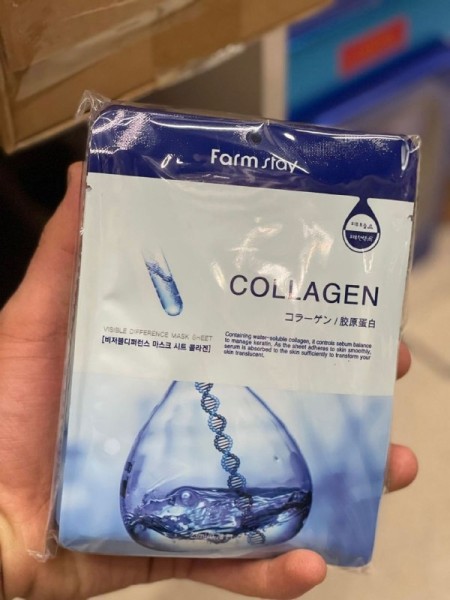 Farm stay
COLLAGEN
コラーゲン / 胶原蛋白
VISIBLE DIFFERENCE MASK SHEET
[비저블디퍼런스 마스크 시트 콜라겐]
Containing water-soluble collagen, it controls sebum balance
to manage keratin. As the sheet adheres to skin smoothly,
serum is absorbed to the skin sufficiently to transform your
skin translucent.